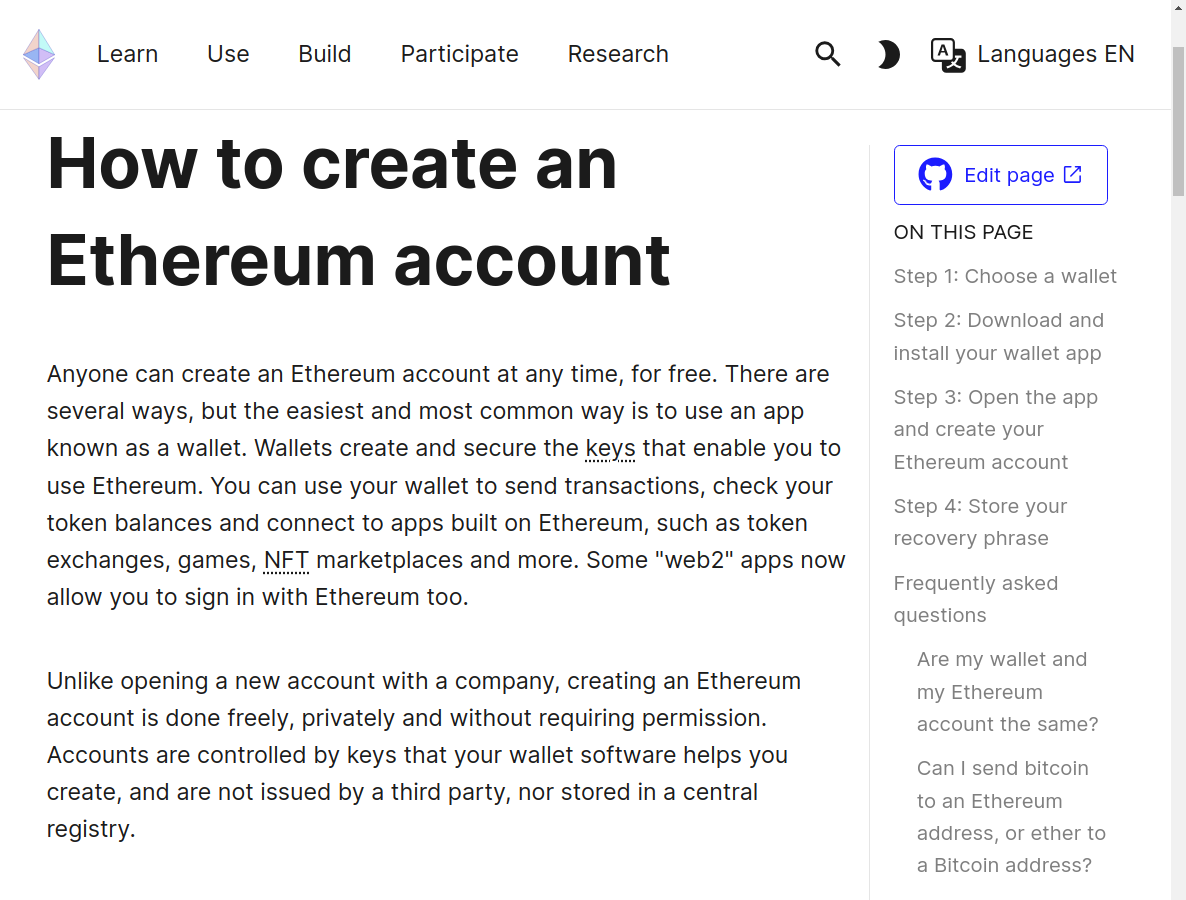 Learn Use Build Participate Research Languages EN
How to create an
Ethereum account
Anyone can create an Ethereum account at any time, for free. There are
several ways, but the easiest and most common way is to use an app
known as a wallet. Wallets create and secure the keys that enable you to
use Ethereum. You can use your wallet to send transactions, check your
token balances and connect to apps built on Ethereum, such as token
exchanges, games, NFT marketplaces and more. Some "web2" apps now
allow you to sign in with Ethereum too.
Unlike opening a new account with a company, creating an Ethereum
account is done freely, privately and without requiring permission.
Accounts are controlled by keys that your wallet software helps you
create, and are not issued by a third party, nor stored in a central
registry.
Edit page
ON THIS PAGE
Step 1: Choose a wallet
Step 2: Download and
install your wallet app
Step 3: Open the app
and create your
Ethereum account
Step 4: Store your
recovery phrase
Frequently asked
questions
Are my wallet and
my Ethereum
account the same?
Can I send bitcoin
to an Ethereum
address, or ether to
a Bitcoin address?